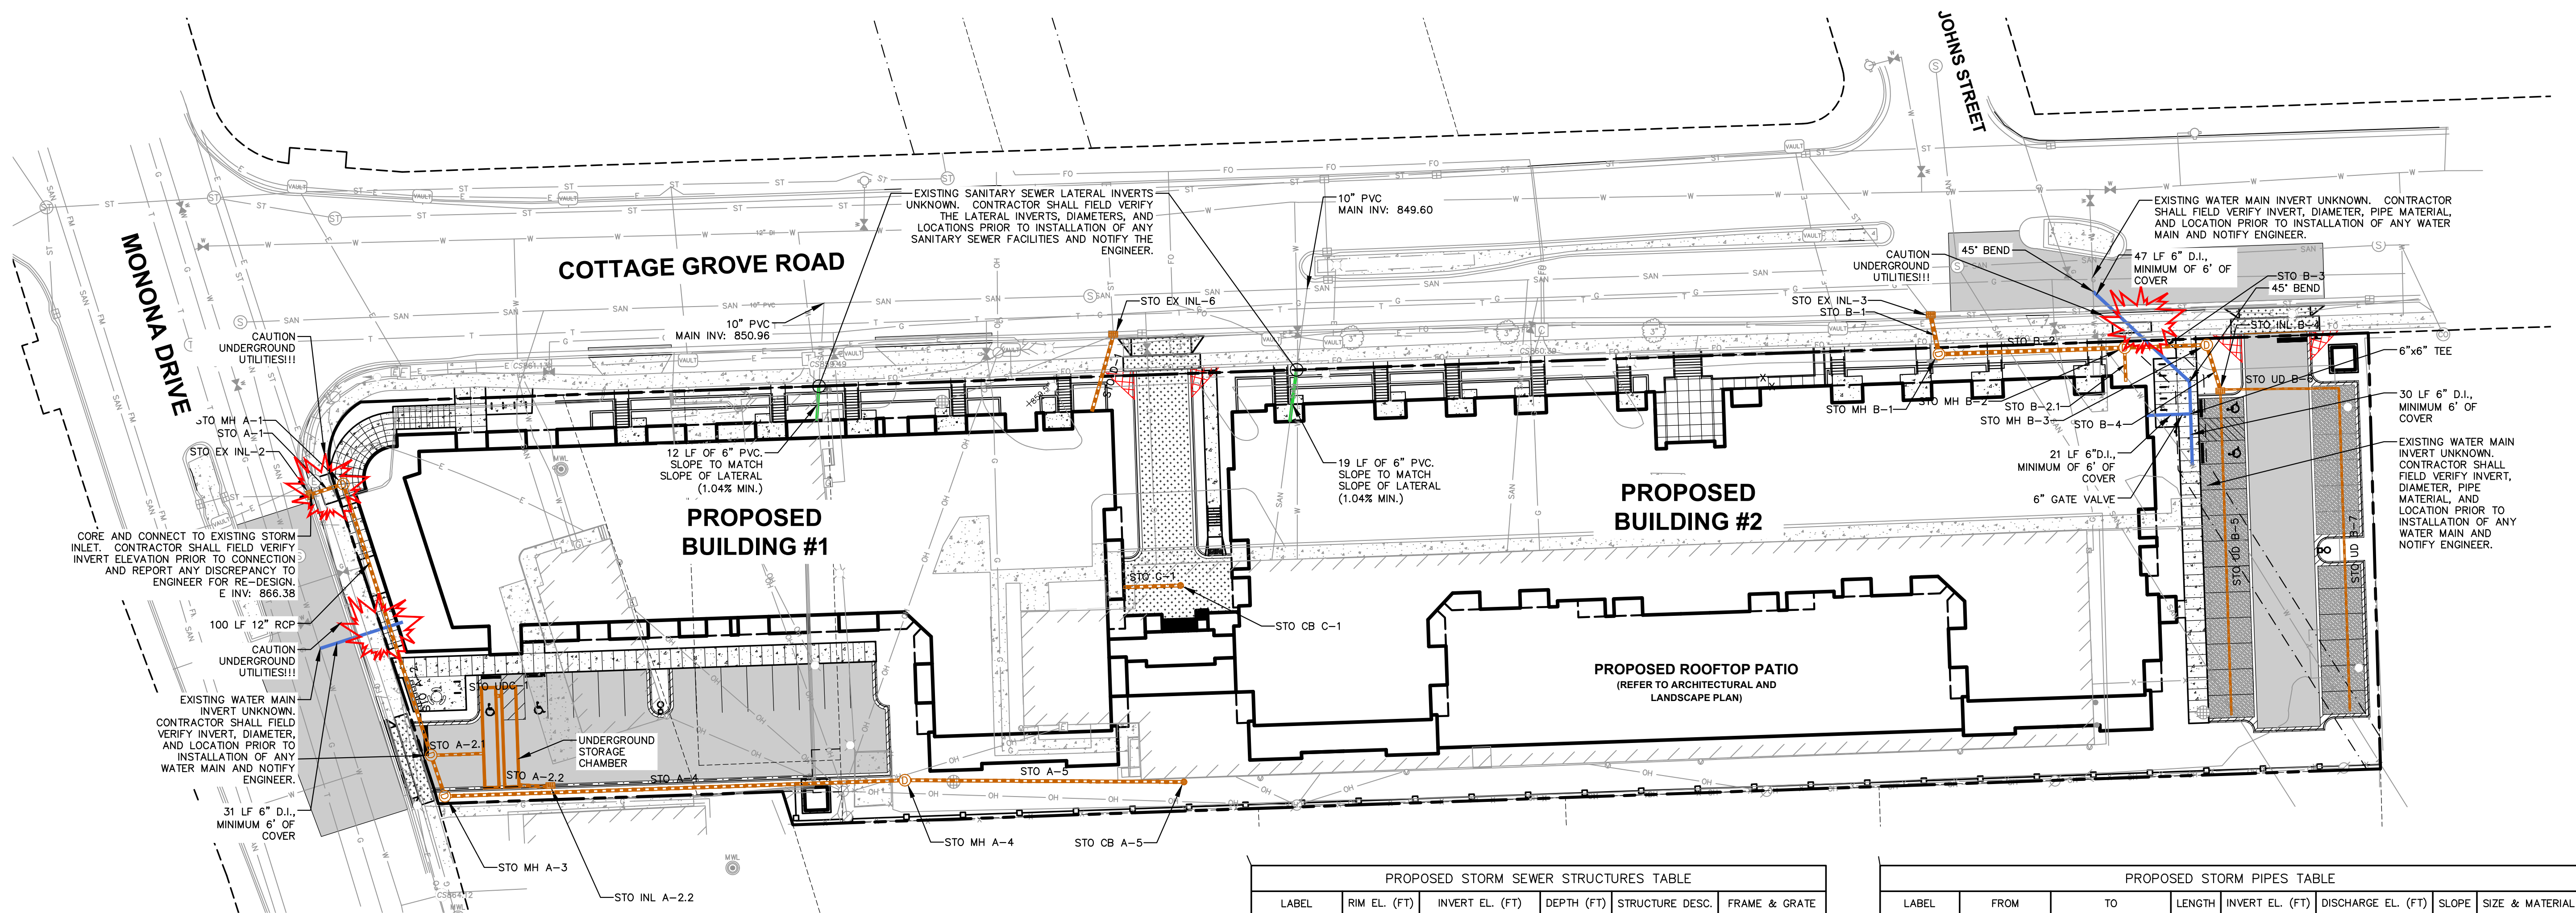 JOHNS STREET
MONONA DRIVE
COTTAGE GROVE ROAD
EXISTING SANITARY SEWER LATERAL INVERTS
UNKNOWN. CONTRACTOR SHALL FIELD VERIFY
THE LATERAL INVERTS, DIAMETERS, AND
LOCATIONS PRIOR TO INSTALLATION OF ANY
SANITARY SEWER FACILITIES AND NOTIFY THE
ENGINEER.
10" PVC
MAIN INV: 849.60
EXISTING WATER MAIN INVERT UNKNOWN. CONTRACTOR
SHALL FIELD VERIFY INVERT, DIAMETER, PIPE MATERIAL,
AND LOCATION PRIOR TO INSTALLATION OF ANY WATER
MAIN AND NOTIFY ENGINEER.
45° BEND
CAUTION
UNDERGROUND
UTILITIES!!!
47 LF 6" D.I.,
MINIMUM OF 6' OF
COVER
STO B-3
45° BEND
STO EX INL-3
STO B-1
STO EX INL-6
10" PVC
MAIN INV: 850.96
CAUTION
UNDERGROUND
UTILITIES!!!
STO INL B-4
STO B-2
6"x6" TEE
STO UD B-6
30 LF 6" D.I.,
MINIMUM 6' OF
COVER
STO MH B-1
STO MH B-2
STO B-2.1
STO MH B-3
STO B-4
STO MH A-1
STO A-1
STO EX INL-2
12 LF OF 6" PVC.
SLOPE TO MATCH
SLOPE OF LATERAL
(1.04% MIN.)
19 LF OF 6" PVC.
SLOPE TO MATCH
SLOPE OF LATERAL
(1.04% MIN.)
21 LF 6"D.I.,
MINIMUM OF 6' OF
COVER
6" GATE VALVE
EXISTING WATER MAIN
INVERT UNKNOWN.
CONTRACTOR SHALL
FIELD VERIFY INVERT,
DIAMETER, PIPE
MATERIAL, AND
LOCATION PRIOR TO
INSTALLATION OF ANY
WATER MAIN AND
NOTIFY ENGINEER.
PROPOSED
BUILDING #1
PROPOSED
BUILDING #2
CORE AND CONNECT TO EXISTING STORM
INLET. CONTRACTOR SHALL FIELD VERIFY
INVERT ELEVATION PRIOR TO CONNECTION
AND REPORT ANY DISCREPANCY TO
ENGINEER FOR RE-DESIGN.
E INV: 866.38
100 LF 12" RCP
CAUTION
UNDERGROUND
UTILITIES!!!
STO C-1
STO CB C-1
STO UD B-5
STO UD B-7
PROPOSED ROOFTOP PATIO
(REFER TO ARCHITECTURAL AND
LANDSCAPE PLAN)
EXISTING WATER MAIN
INVERT UNKNOWN.
CONTRACTOR SHALL FIELD
VERIFY INVERT, DIAMETER,
AND LOCATION PRIOR TO
INSTALLATION OF ANY
WATER MAIN AND NOTIFY
ENGINEER.
STO UDC-1
STO A-2.1
UNDERGROUND
STORAGE
CHAMBER
STO A-2.2
STO A-4
STO A-5
31 LF 6" D.I.,
MINIMUM 6' OF
COVER
STO MH A-4
STO CB A-5
STO MH A-3
STO INL A-2.2
MWL
MWL
PROPOSED STORM SEWER STRUCTURES TABLE
LABEL RIM EL. (FT) INVERT EL. (FT) DEPTH (FT) STRUCTURE DESC. FRAME & GRATE
PROPOSED STORM PIPES TABLE
LABEL FROM TO LENGTH INVERT EL. (FT) DISCHARGE EL. (FT) SLOPE SIZE & MATERIAL